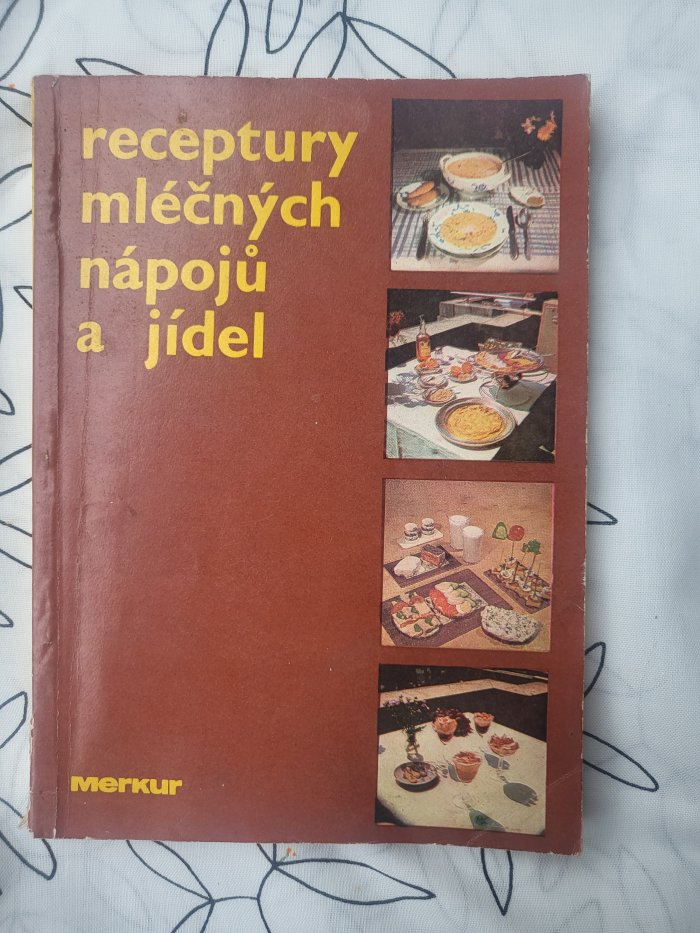 receptury
mléčných
nápojů
a jídel
merkur